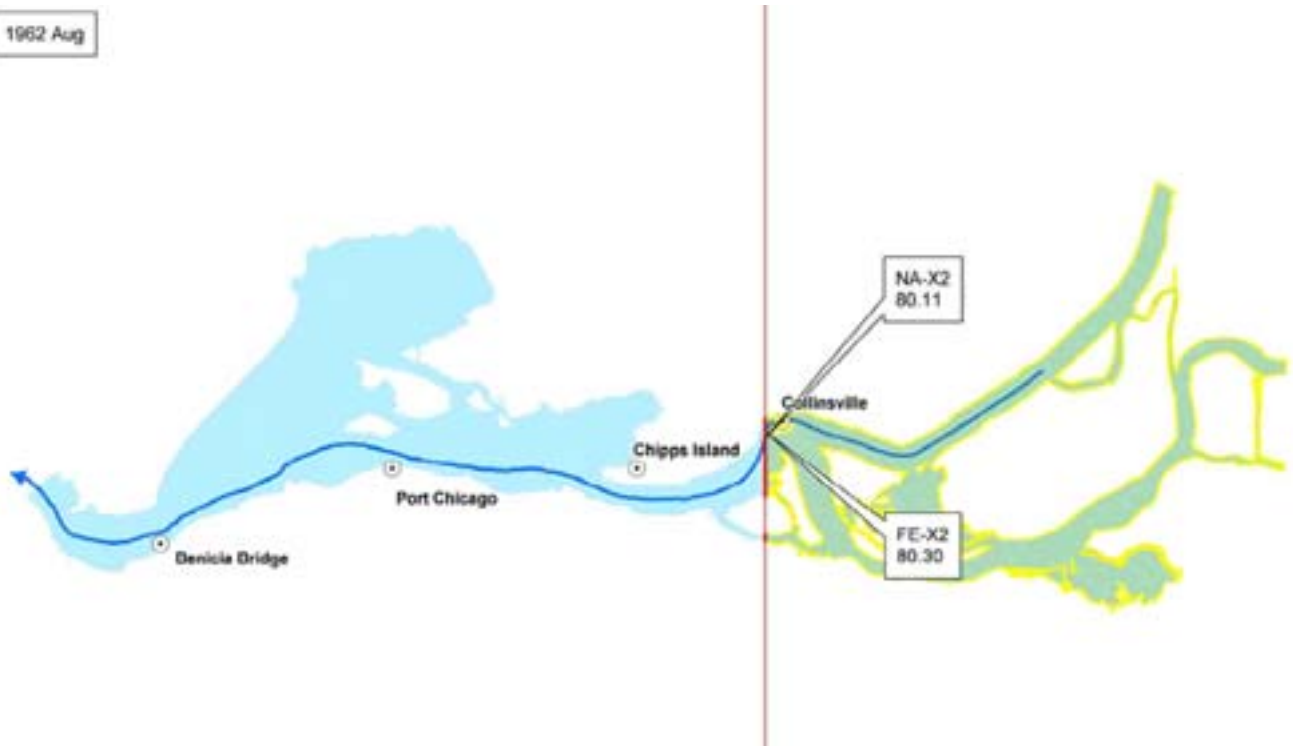 1962 Aug
NA-X2
80.11
Collinsville
Chipps Island
Port Chicago
Benicia Bridge
FE-X2
80.30